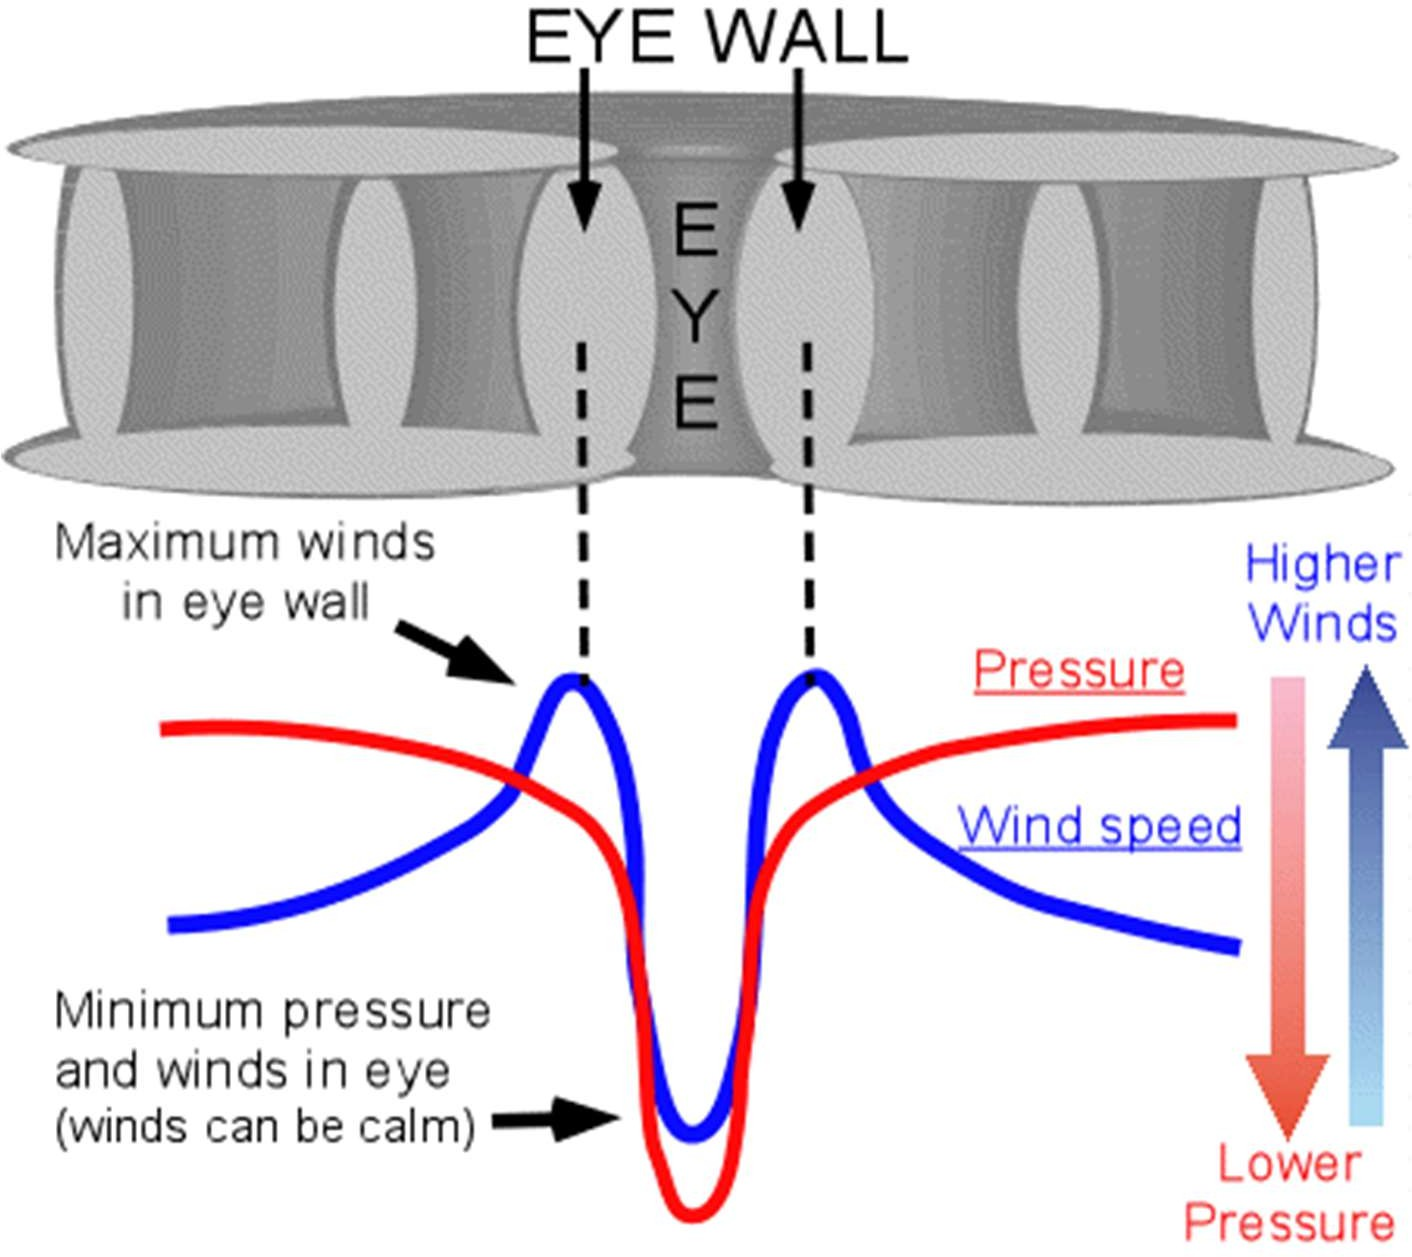 EYE WALL
E
Y
E
Maximum winds
in eye wall
Higher
Winds
Pressure
Wind speed
Minimum pressure
and winds in eye
(winds can be calm)
Lower
Pressure